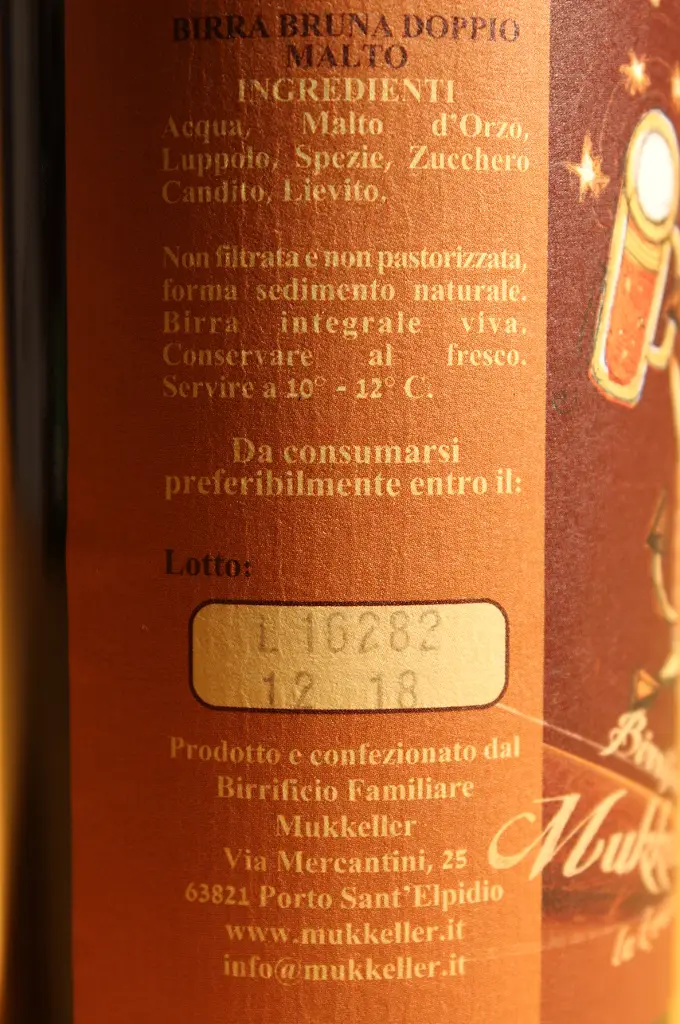 BIRRA BRUNA DOPPIO
MALTO
INGREDIENTI
Acqua, Malto d'Orzo,
Luppolo, Spezie, Zucchero
Candito, Lievito.
Non filtrata e non pastorizzata,
forma sedimento naturale.
Birra integrale viva.
Conservare al fresco.
Servire a 10° - 12° C.
Da consumarsi
preferibilmente entro il:
Lotto:
L 16282
12 18
Prodotto e confezionato dal
Birrificio Familiare
Mukkeller
Via Mercantini, 25
63821 Porto Sant'Elpidio
www.mukkeller.it
info@mukkeller.it